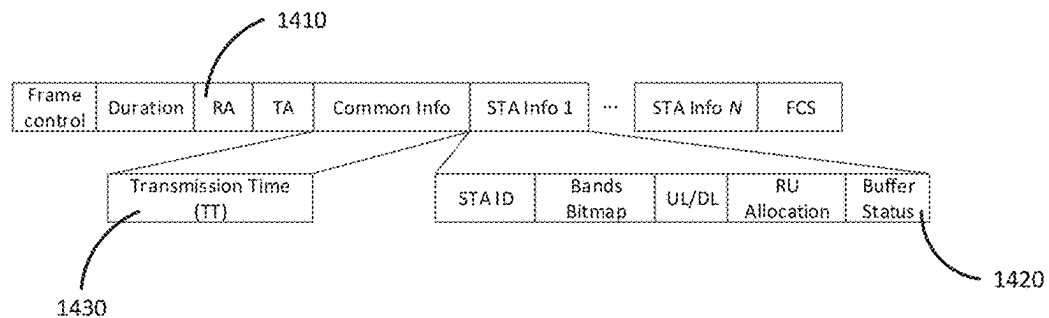 1410
Frame
control
Duration
RA
TA
Common Info
STA Info 1
...
STA Info N
FCS
Transmission Time
(TT)
STA ID
Bands
Bitmap
UL/DL
RU
Allocation
Buffer
Status
1420
1430